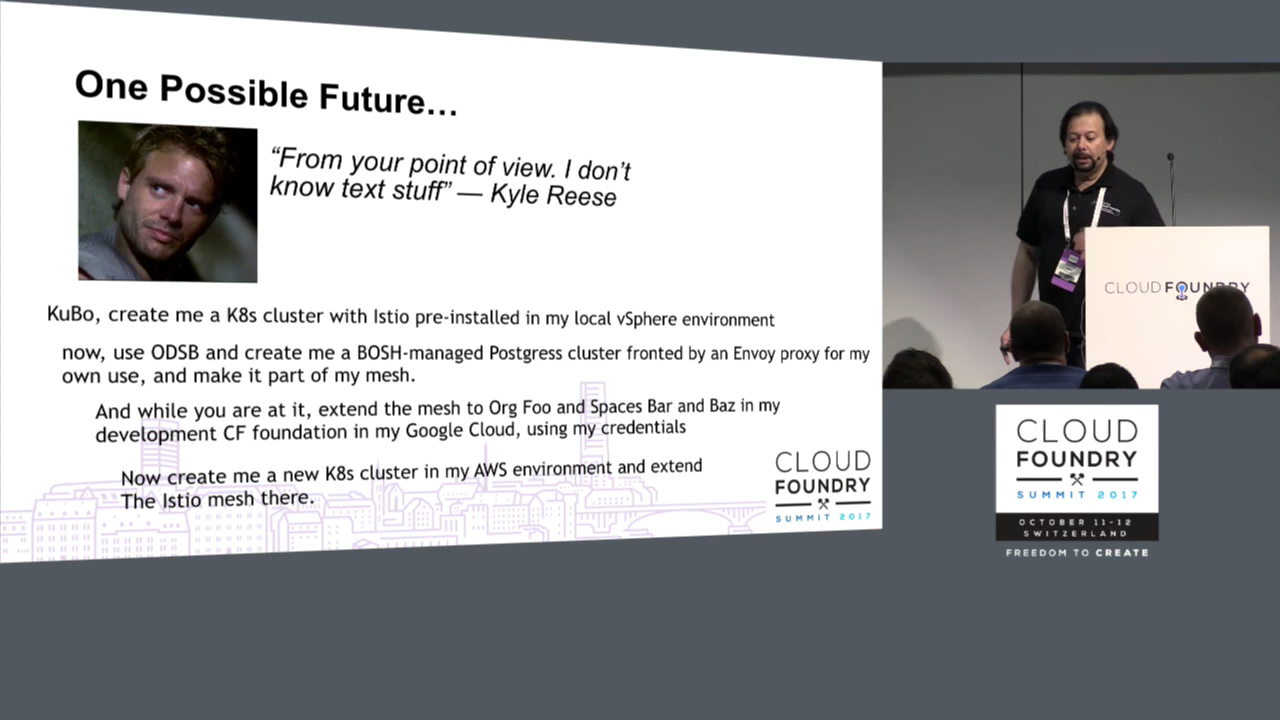 One Possible Future...
“From your point of view. I don’t
know text stuff” — Kyle Reese
KuBo, create me a K8s cluster with Istio pre-installed in my local vSphere environment
now, use ODSB and create me a BOSH-managed Postgress cluster fronted by an Envoy proxy for my
own use, and make it part of my mesh.
And while you are at it, extend the mesh to Org Foo and Spaces Bar and Baz in my
development CF foundation in my Google Cloud, using my credentials
Now create me a new K8s cluster in my AWS environment and extend
The Istio mesh there.
CLOUD
FOUNDRY
SUMMIT 2017
CLOUD FOUNDRY
CLOUD
FOUNDRY
SUMMIT 2017
OCTOBER 11-12
SWITZERLAND
FREEDOM TO CREATE